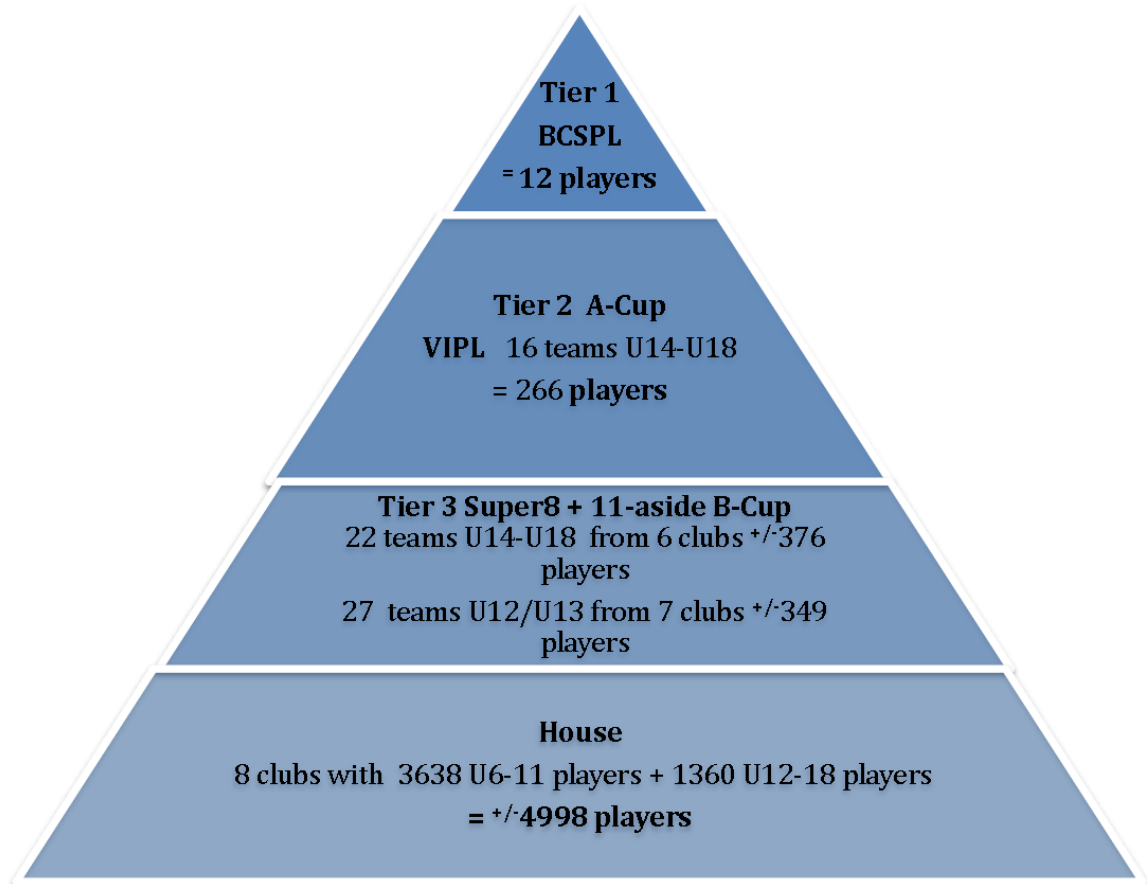 Tier 1
BCSPL
= 12 players
Tier 2 A-Cup
VIPL 16 teams U14-U18
= 266 players
Tier 3 Super8 + 11-aside B-Cup
22 teams U14-U18 from 6 clubs +/-376
players
27 teams U12/U13 from 7 clubs +/-349
players
House
8 clubs with 3638 U6-11 players + 1360 U12-18 players
= +/-4998 players